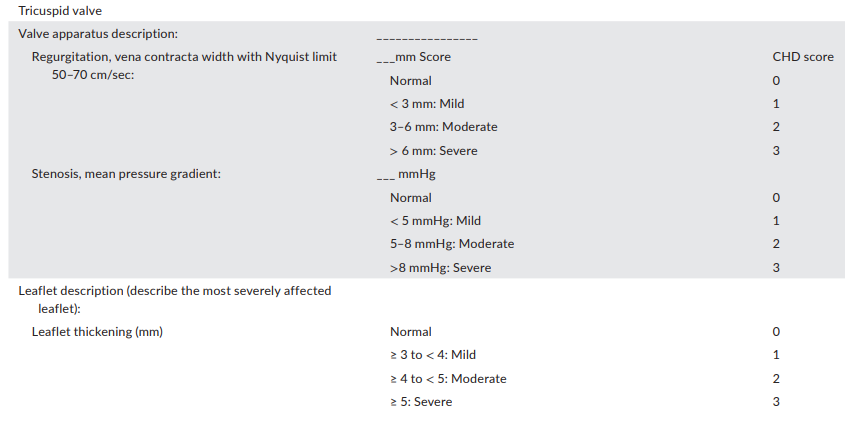 Tricuspid valve
Valve apparatus description: ________________
Regurgitation, vena contracta width with Nyquist limit ___mm Score CHD score
50–70 cm/sec:
Normal 0
< 3 mm: Mild 1
3–6 mm: Moderate 2
> 6 mm: Severe 3
Stenosis, mean pressure gradient: ___ mmHg
Normal 0
< 5 mmHg: Mild 1
5–8 mmHg: Moderate 2
>8 mmHg: Severe 3
Leaflet description (describe the most severely affected
leaflet):
Leaflet thickening (mm) Normal 0
≥ 3 to < 4: Mild 1
≥ 4 to < 5: Moderate 2
≥ 5: Severe 3